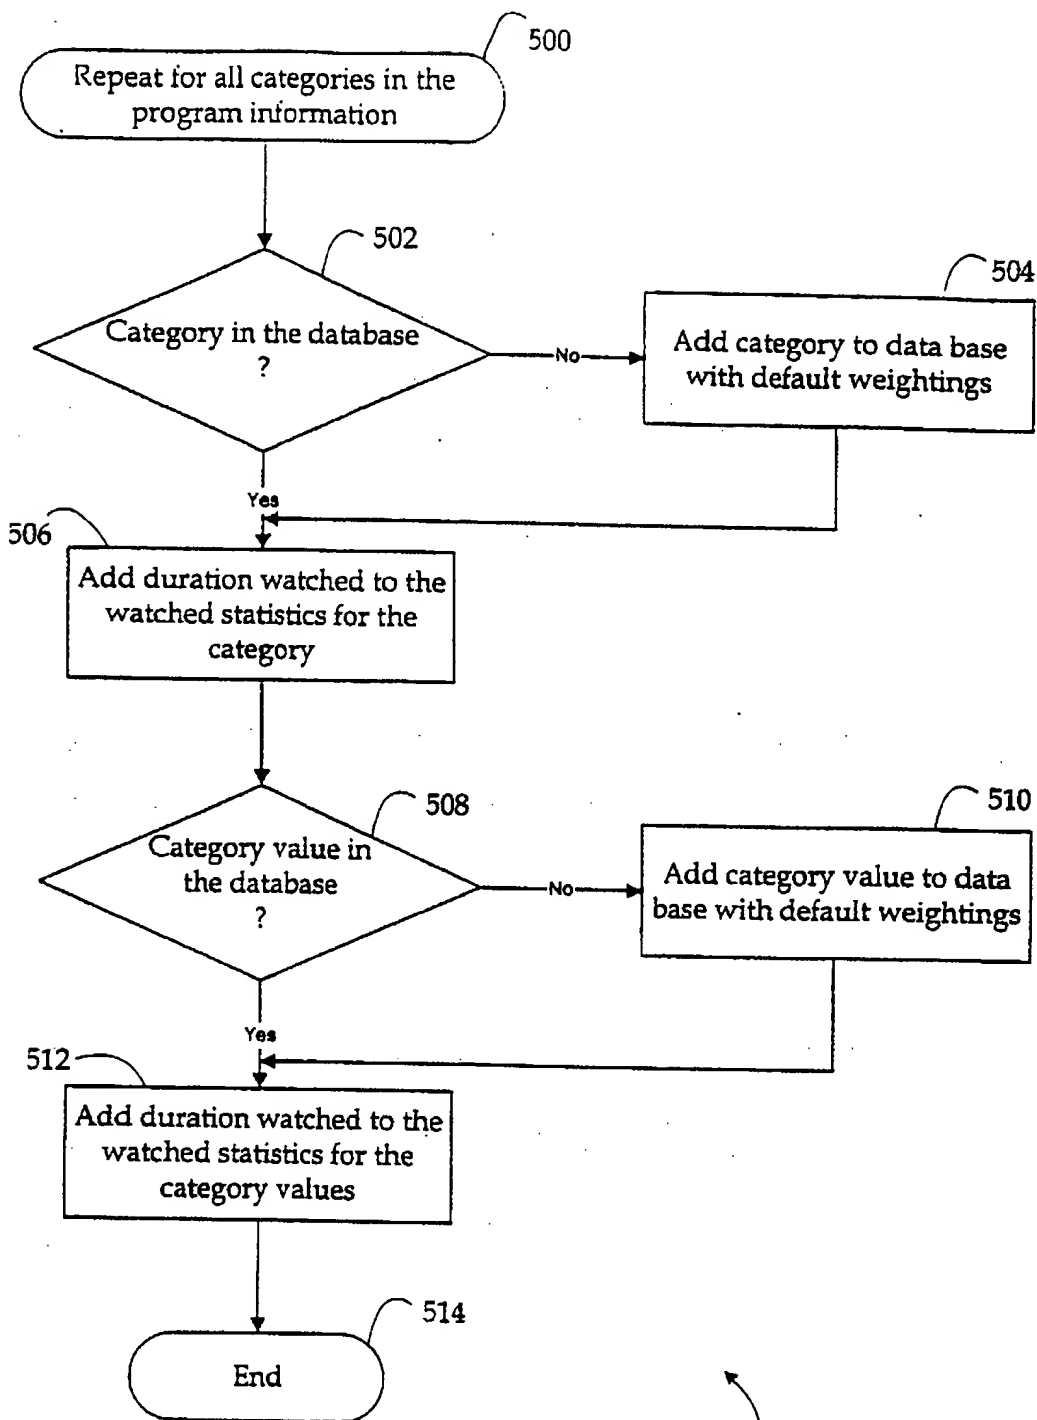 500
Repeat for all categories in the
program information
502
Category in the database
?
No
504
Add category to data base
with default weightings
Yes
506
Add duration watched to the
watched statistics for the
category
508
Category value in
the database
?
No
510
Add category value to data
base with default weightings
Yes
512
Add duration watched to the
watched statistics for the
category values
514
End